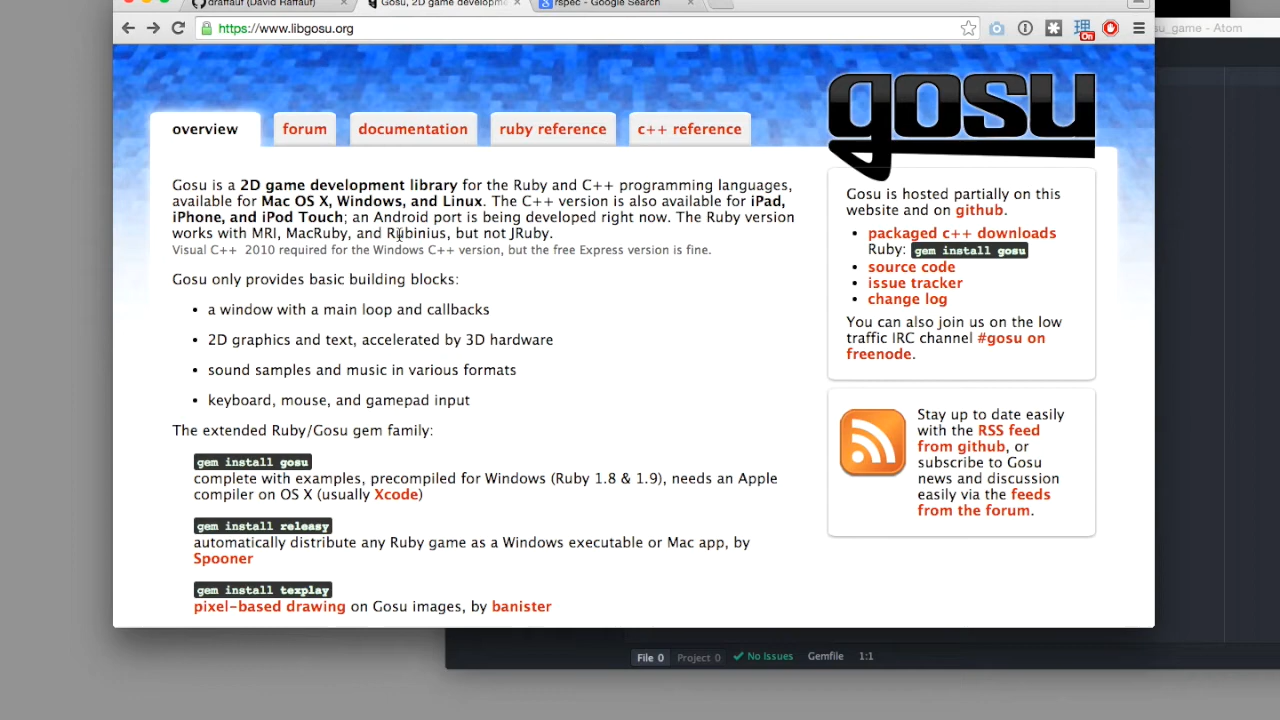 draffauf (David Raffauf)
Gosu, 2D game developme
rspec - Google Search
https://www.libgosu.org
On
su_game - Atom
gosu
overview
forum
documentation
ruby reference
c++ reference
Gosu is a 2D game development library for the Ruby and C++ programming languages,
available for Mac OS X, Windows, and Linux. The C++ version is also available for iPad,
iPhone, and iPod Touch; an Android port is being developed right now. The Ruby version
works with MRI, MacRuby, and Rubinius, but not JRuby.
Visual C++ 2010 required for the Windows C++ version, but the free Express version is fine.
Gosu only provides basic building blocks:
• a window with a main loop and callbacks
• 2D graphics and text, accelerated by 3D hardware
• sound samples and music in various formats
• keyboard, mouse, and gamepad input
The extended Ruby/Gosu gem family:
gem install gosu
complete with examples, precompiled for Windows (Ruby 1.8 & 1.9), needs an Apple
compiler on OS X (usually Xcode)
gem install releasy
automatically distribute any Ruby game as a Windows executable or Mac app, by
Spooner
gem install texplay
pixel-based drawing on Gosu images, by banister
Gosu is hosted partially on this
website and on github.
• packaged c++ downloads
Ruby: gem install gosu
• source code
• issue tracker
• change log
You can also join us on the low
traffic IRC channel #gosu on
freenode.
Stay up to date easily
with the RSS feed
from github, or
subscribe to Gosu
news and discussion
easily via the feeds
from the forum.
File 0
Project 0
No Issues
Gemfile
1:1